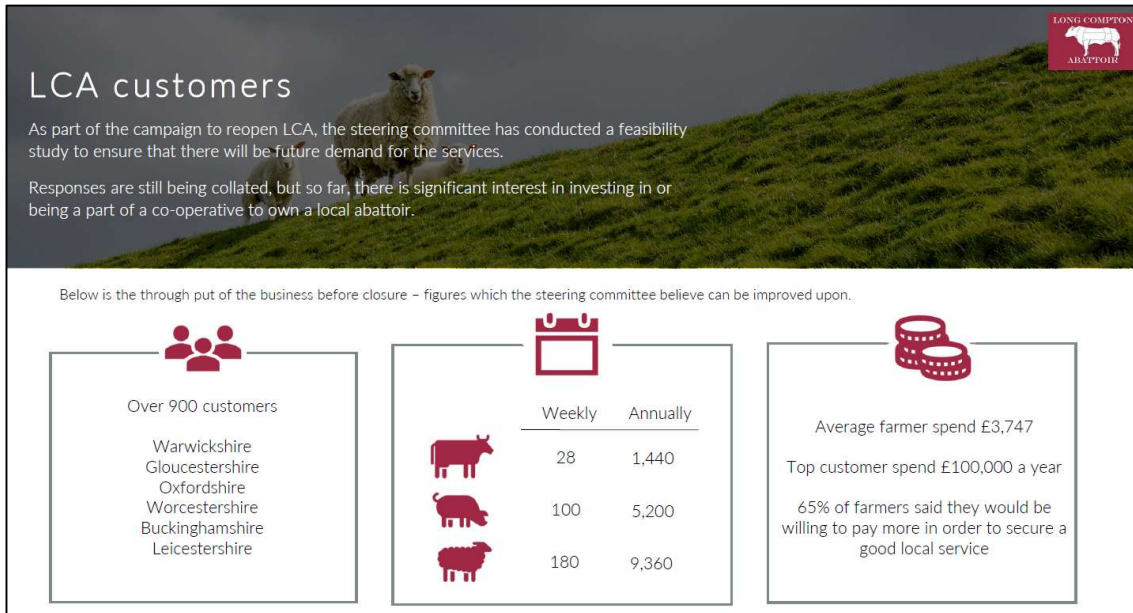 LONG COMPTON
ABATTOIR
LCA customers
As part of the campaign to reopen LCA, the steering committee has conducted a feasibility
study to ensure that there will be future demand for the services.
Responses are still being collated, but so far, there is significant interest in investing in or
being a part of a co-operative to own a local abattoir.
Below is the through put of the business before closure – figures which the steering committee believe can be improved upon.
Over 900 customers
Warwickshire
Gloucestershire
Oxfordshire
Worcestershire
Buckinghamshire
Leicestershire
Weekly Annually
28 1,440
100 5,200
180 9,360
Average farmer spend £3,747
Top customer spend £100,000 a year
65% of farmers said they would be
willing to pay more in order to secure a
good local service